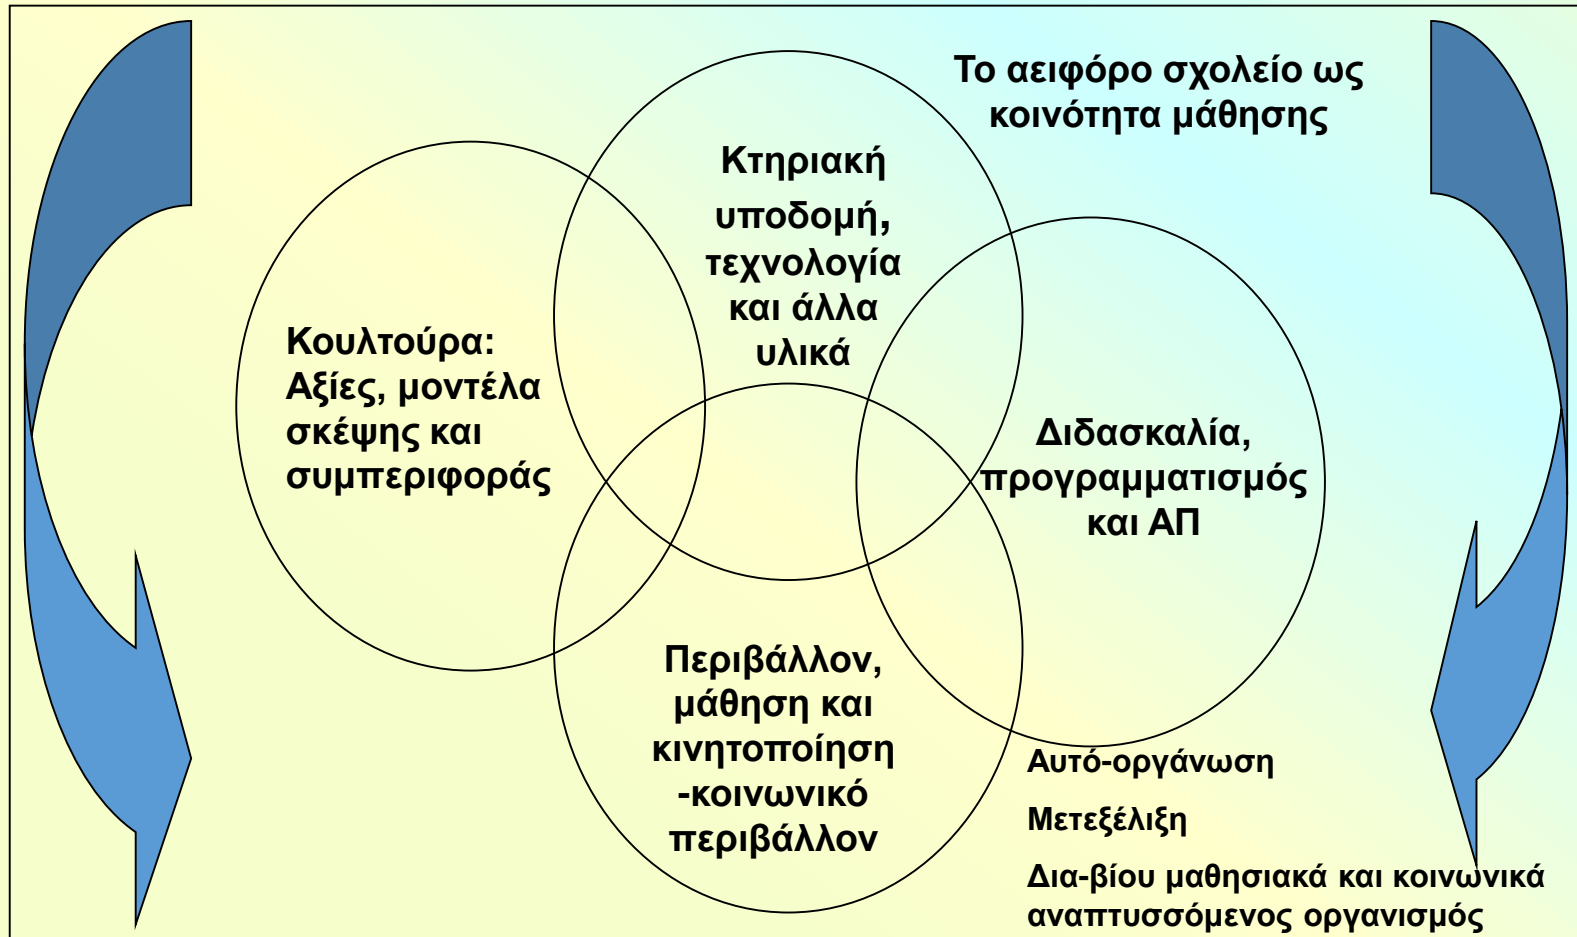 Το αειφόρο σχολείο ως
κοινότητα μάθησης
Κτηριακή
υποδομή,
τεχνολογία
και άλλα
υλικά
Κουλτούρα:
Αξίες, μοντέλα
σκέψης και
συμπεριφοράς
Διδασκαλία,
προγραμματισμός
και ΑΠ
Περιβάλλον,
μάθηση και
κινητοποίηση
-κοινωνικό
περιβάλλον
Αυτό-οργάνωση
Μετεξέλιξη
Δια-βίου μαθησιακά και κοινωνικά
αναπτυσσόμενος οργανισμός